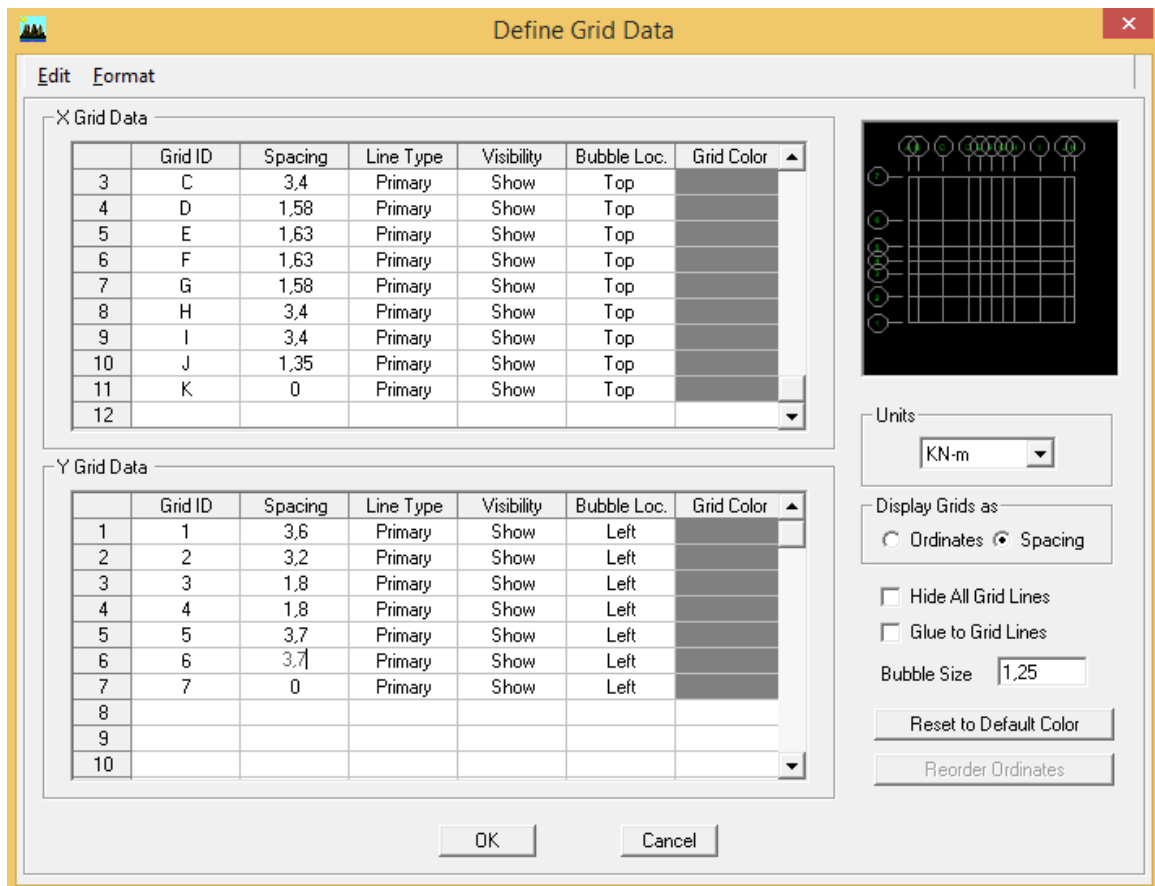 Define Grid Data
Edit Format
X Grid Data
Grid ID Spacing Line Type Visibility Bubble Loc. Grid Color
3 C 3,4 Primary Show Top
4 D 1,58 Primary Show Top
5 E 1,63 Primary Show Top
6 F 1,63 Primary Show Top
7 G 1,58 Primary Show Top
8 H 3,4 Primary Show Top
9 I 3,4 Primary Show Top
10 J 1,35 Primary Show Top
11 K 0 Primary Show Top
12
Units
KN-m
Y Grid Data
Grid ID Spacing Line Type Visibility Bubble Loc. Grid Color
1 1 3,6 Primary Show Left
2 2 3,2 Primary Show Left
3 3 1,8 Primary Show Left
4 4 1,8 Primary Show Left
5 5 3,7 Primary Show Left
6 6 3,7 Primary Show Left
7 7 0 Primary Show Left
8
9
10
Display Grids as
Ordinates Spacing
Hide All Grid Lines
Glue to Grid Lines
Bubble Size 1,25
Reset to Default Color
Reorder Ordinates
OK Cancel